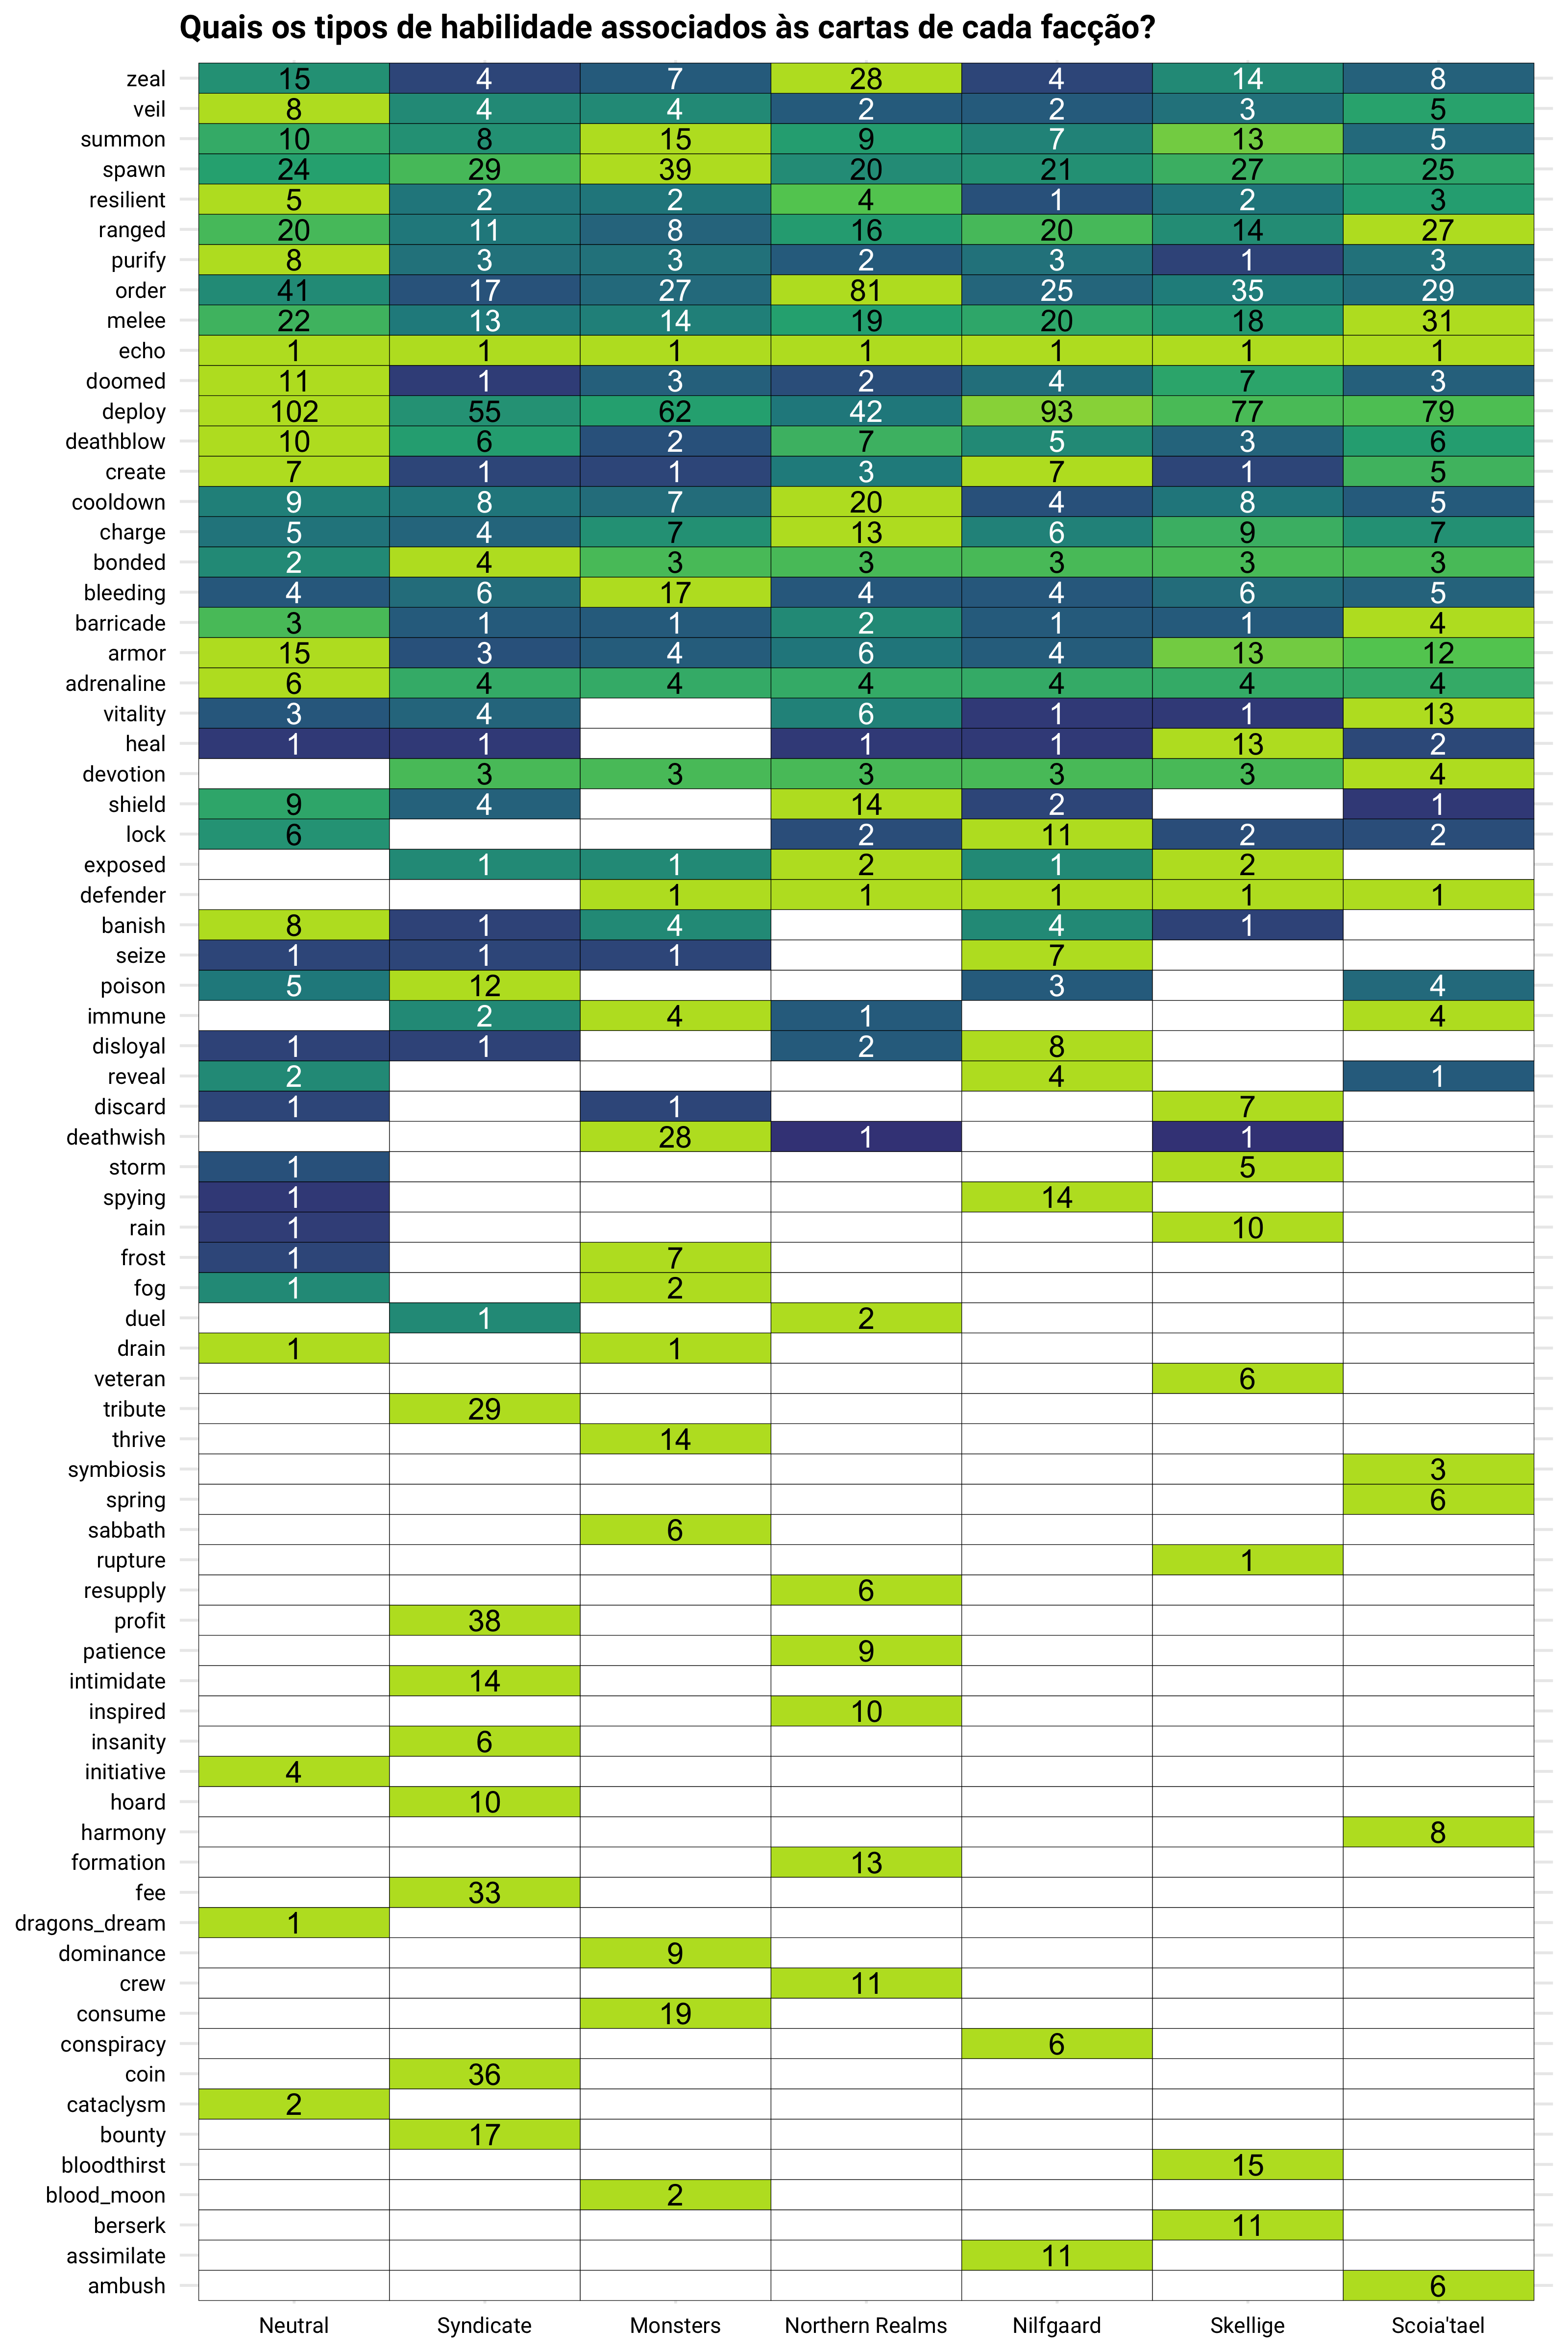 Quais os tipos de habilidade associados às cartas de cada facção?
zeal 15 4 7 28 4 14 8
veil 8 4 4 2 2 3 5
summon 10 8 15 9 7 13 5
spawn 24 29 39 20 21 27 25
resilient 5 2 2 4 1 2 3
ranged 20 11 8 16 20 14 27
purify 8 3 3 2 3 1 3
order 41 17 27 81 25 35 29
melee 22 13 14 19 20 18 31
echo 1 1 1 1 1 1 1
doomed 11 1 3 2 4 7 3
deploy 102 55 62 42 93 77 79
deathblow 10 6 2 7 5 3 6
create 7 1 1 3 7 1 5
cooldown 9 8 7 20 4 8 5
charge 5 4 7 13 6 9 7
bonded 2 4 3 3 3 3 3
bleeding 4 6 17 4 4 6 5
barricade 3 1 1 2 1 1 4
armor 15 3 4 6 4 13 12
adrenaline 6 4 4 4 4 4 4
vitality 3 4 6 1 1 13
heal 1 1 1 1 13 2
devotion 3 3 3 3 3 4
shield 9 4 14 2 1
lock 6 2 11 2 2
exposed 1 1 2 1 2
defender 1 1 1 1 1
banish 8 1 4 4 1
seize 1 1 1 7
poison 5 12 3 4
immune 2 4 1 4
disloyal 1 1 2 8
reveal 2 4 1
discard 1 1 7
deathwish 28 1 1
storm 1 5
spying 1 14
rain 1 10
frost 1 7
fog 1 2
duel 1 2
drain 1 1
veteran 6
tribute 29
thrive 14
symbiosis 3
spring 6
sabbath 6
rupture 1
resupply 6
profit 38
patience 9
intimidate 14
inspired 10
insanity 6
initiative 4
hoard 10
harmony 8
formation 13
fee 33
dragons_dream 1
dominance 9
crew 11
consume 19
conspiracy 6
coin 36
cataclysm 2
bounty 17
bloodthirst 15
blood_moon 2
berserk 11
assimilate 11
ambush 6
Neutral Syndicate Monsters Northern Realms Nilfgaard Skellige Scoia'tael